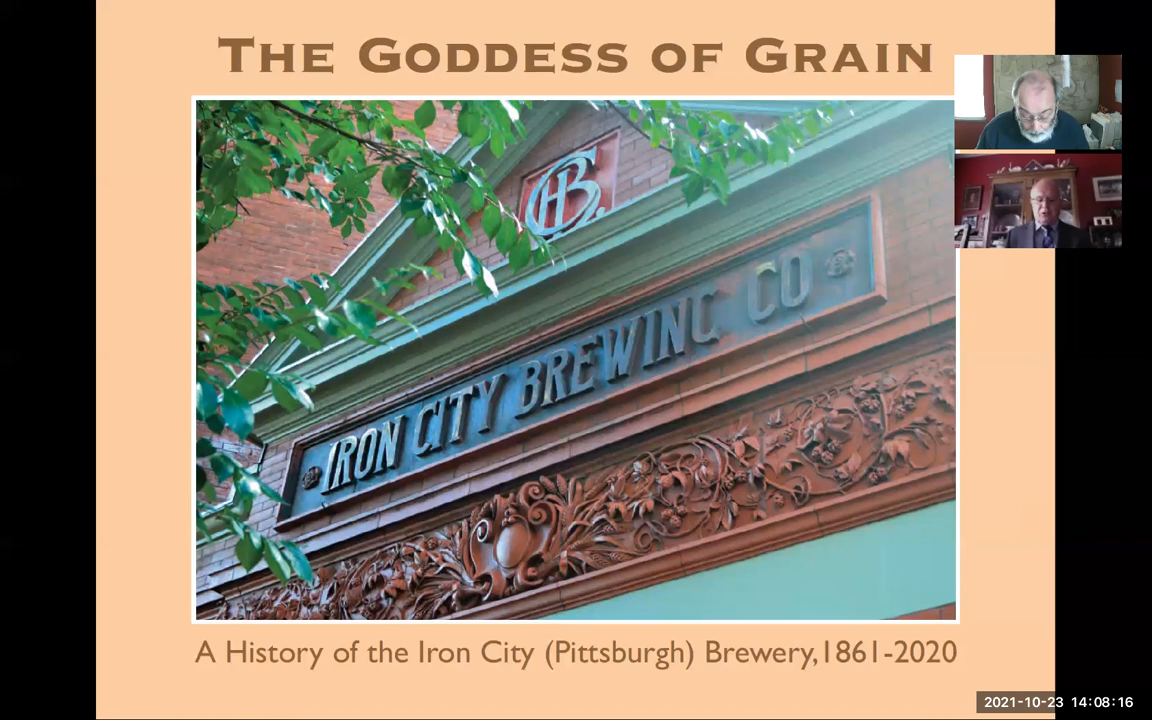 THE GODDESS OF GRAIN
IRON CITY BREWING CO
A History of the Iron City (Pittsburgh) Brewery,1861-2020
2021-10-23 14:08:16